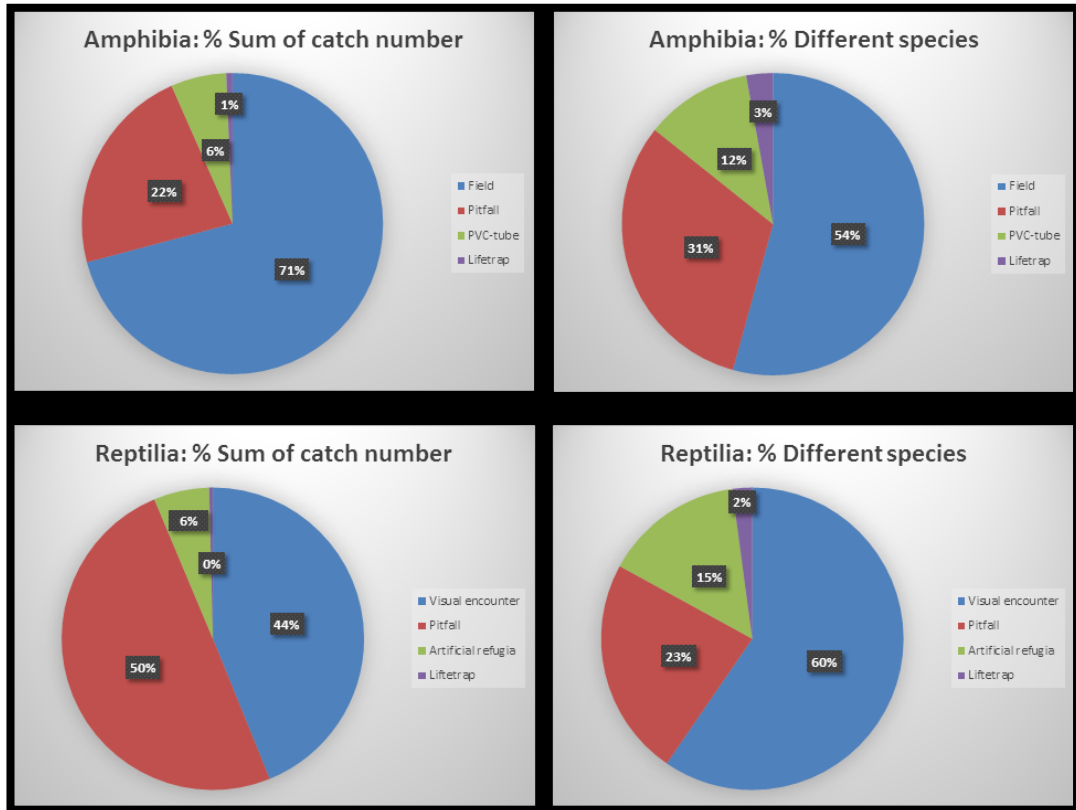 Amphibia: % Sum of catch number
1%
6%
22%
71%
Field
Pitfall
PVC-tube
Lifetrap
Amphibia: % Different species
3%
12%
31%
54%
Field
Pitfall
PVC-tube
Lifetrap
Reptilia: % Sum of catch number
6%
0%
44%
50%
Visual encounter
Pitfall
Artificial refugia
Liftetrap
Reptilia: % Different species
2%
15%
23%
60%
Visual encounter
Pitfall
Artificial refugia
Liftetrap